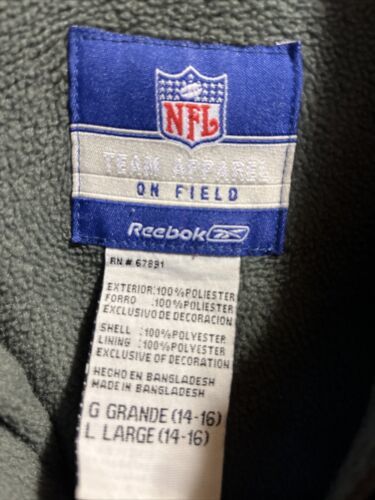 NFL
TEAM APPAREL
ON FIELD
Reebok
RN # 67891
EXTERIOR:100%POLIESTER
FORRO :100%POLIESTER
EXCLUSIVO DE DECORACION
SHELL :100%POLYESTER
LINING :100%POLYESTER
EXCLUSIVE OF DECORATION
HECHO EN BANGLADESH
MADE IN BANGLADESH
G GRANDE (14-16)
L LARGE (14-16)